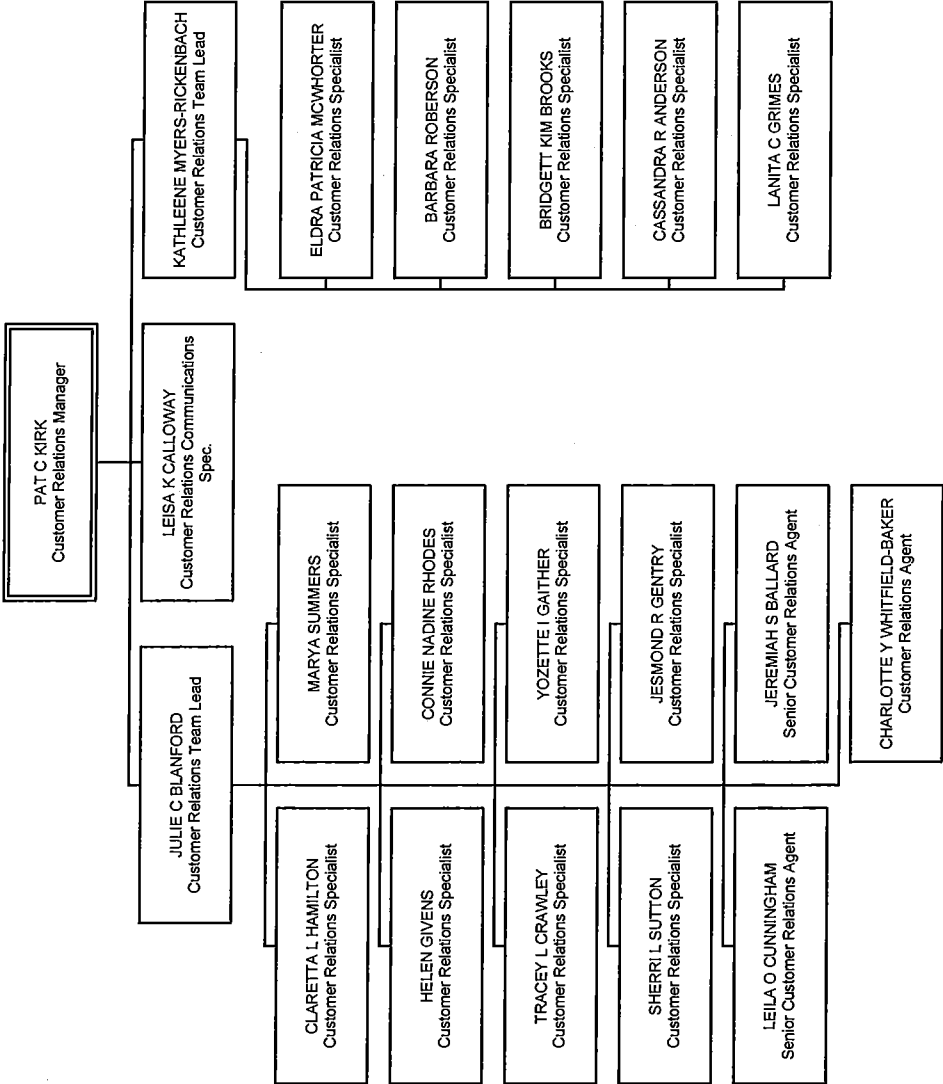 PAT C KIRK
Customer Relations Manager
JULIE C BLANFORD
Customer Relations Team Lead
LEISA K CALLOWAY
Customer Relations Communications
Spec.
KATHLEENE MYERS-RICKENBACH
Customer Relations Team Lead
CLARETTA L HAMILTON
Customer Relations Specialist
MARY A SUMMERS
Customer Relations Specialist
HELEN GIVENS
Customer Relations Specialist
CONNIE NADINE RHODES
Customer Relations Specialist
TRACEY L CRAWLEY
Customer Relations Specialist
YOZETTE I GAITHER
Customer Relations Specialist
SHERRI L SUTTON
Customer Relations Specialist
JESMOND R GENTRY
Customer Relations Specialist
LEILA O CUNNINGHAM
Senior Customer Relations Agent
JEREMIAH S BALLARD
Senior Customer Relations Agent
CHARLOTTE Y WHITFIELD-BAKER
Customer Relations Agent
ELDRA PATRICIA MCWHORTER
Customer Relations Specialist
BARBARA ROBERSON
Customer Relations Specialist
BRIDGETT KIM BROOKS
Customer Relations Specialist
CASSANDRA R ANDERSON
Customer Relations Specialist
LANITA C GRIMES
Customer Relations Specialist